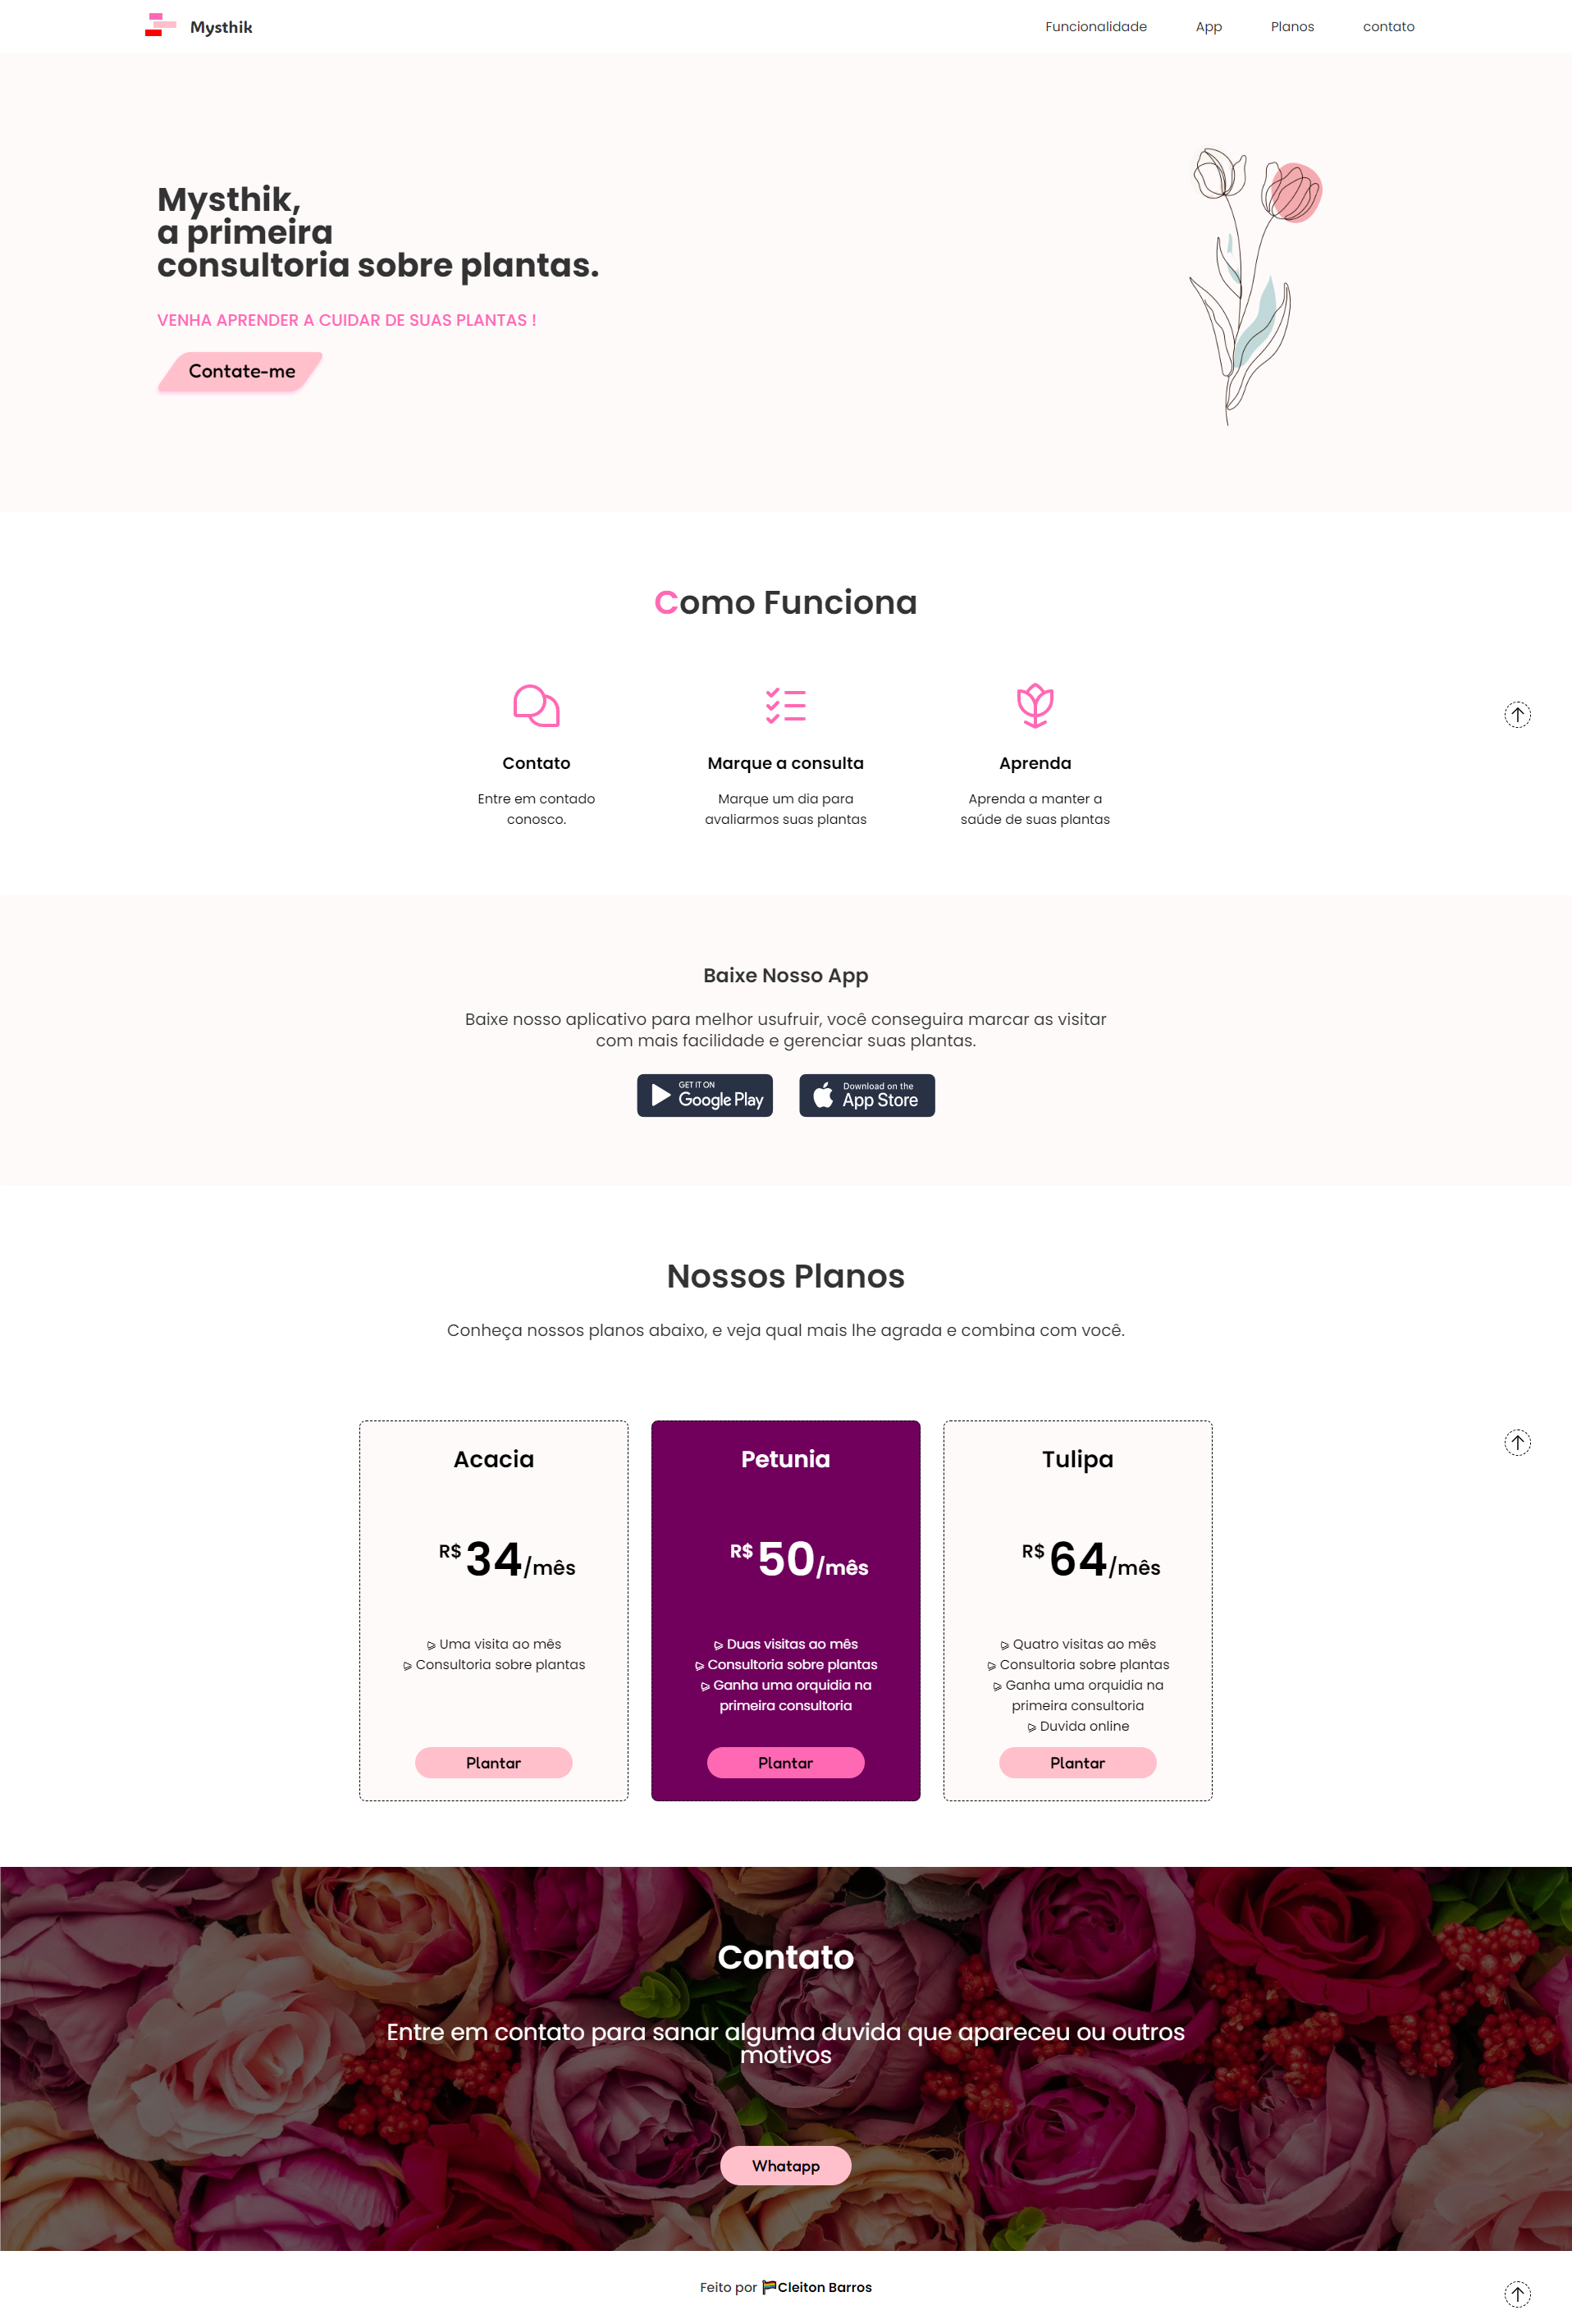 Mysthik
Funcionalidade
App
Planos
contato
Mysthik,
a primeira
consultoria sobre plantas.
VENHA APRENDER A CUIDAR DE SUAS PLANTAS !
Contate-me
Como Funciona
Contato
Entre em contado
conosco.
Marque a consulta
Marque um dia para
avaliarmos suas plantas
Aprenda
Aprenda a manter a
saúde de suas plantas
Baixe Nosso App
Baixe nosso aplicativo para melhor usufruir, você conseguira marcar as visitar
com mais facilidade e gerenciar suas plantas.
GET IT ON
Google Play
Download on the
App Store
Nossos Planos
Conheça nossos planos abaixo, e veja qual mais lhe agrada e combina com você.
Acacia
R$ 34/mês
Uma visita ao mês
Consultoria sobre plantas
Plantar
Petunia
R$ 50/mês
Duas visitas ao mês
Consultoria sobre plantas
Ganha uma orquidia na
primeira consultoria
Plantar
Tulipa
R$ 64/mês
Quatro visitas ao mês
Consultoria sobre plantas
Ganha uma orquidia na
primeira consultoria
Duvida online
Plantar
Contato
Entre em contato para sanar alguma duvida que apareceu ou outros
motivos
Whatapp
Feito por Cleiton Barros